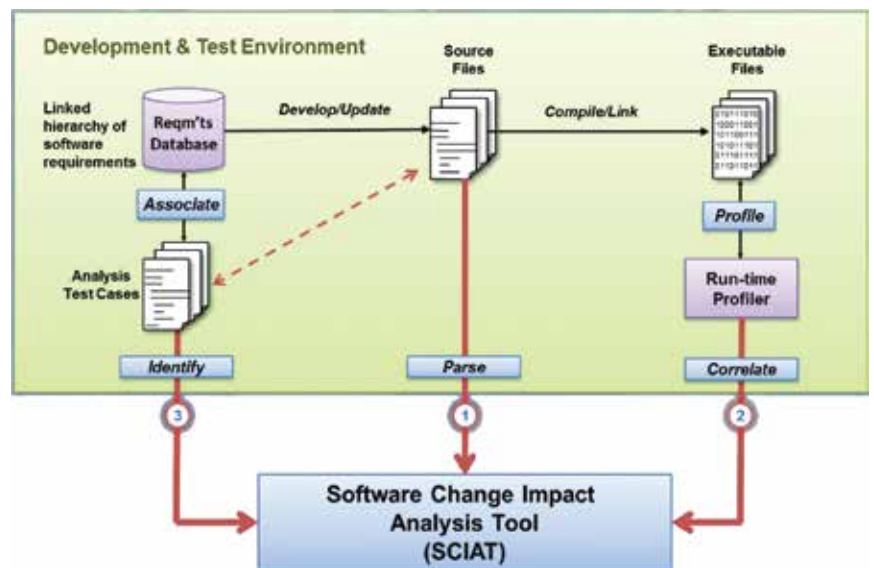 Development & Test Environment
Source
Files
Executable
Files
Linked
hierarchy of
software
requirements
Reqm'ts
Database
Develop/Update
Compile/Link
Associate
Profile
Analysis
Test Cases
Run-time
Profiler
Identify
Parse
Correlate
3
1
2
Software Change Impact
Analysis Tool
(SCIAT)